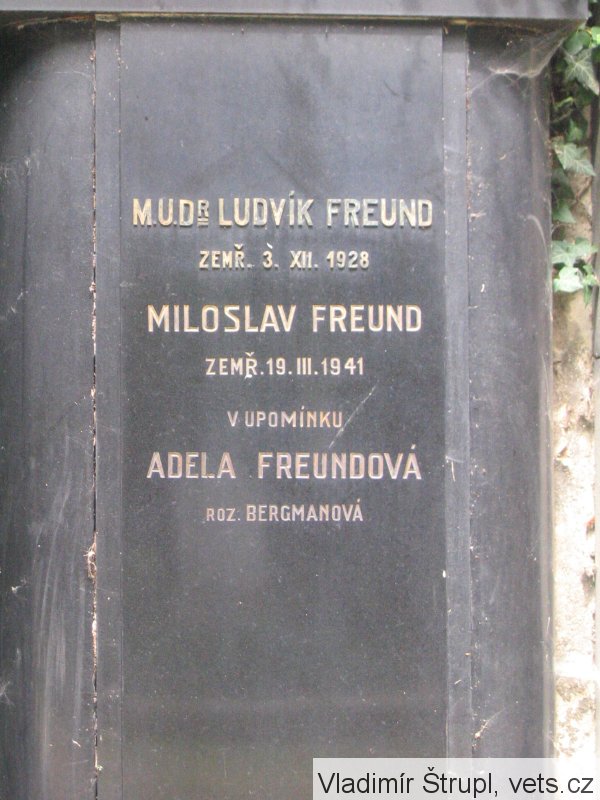 M.U.DR LUDVÍK FREUND
ZEMŘ. 3. XII. 1928
MILOSLAV FREUND
ZEMŘ. 19. III. 1941
V UPOMÍNKU
ADELA FREUNDOVÁ
ROZ. BERGMANOVÁ
Vladimír Štrupl, vets.cz